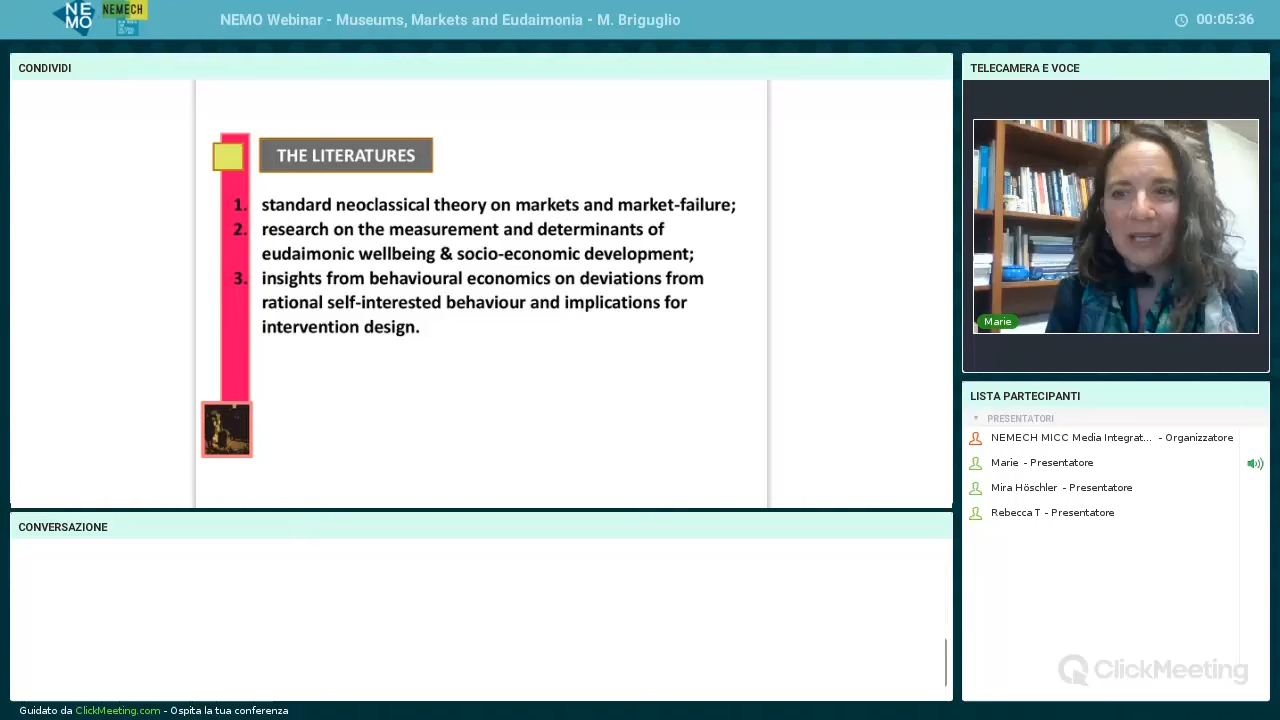 NE
MO
NEMECH
NEMO Webinar - Museums, Markets and Eudaimonia - M. Briguglio
00:05:36
CONDIVIDI
THE LITERATURES
1. standard neoclassical theory on markets and market-failure;
2. research on the measurement and determinants of
eudaimonic wellbeing & socio-economic development;
3. insights from behavioural economics on deviations from
rational self-interested behaviour and implications for
intervention design.
TELECAMERA E VOCE
Marie
LISTA PARTECIPANTI
PRESENTATORI
NEMECH MICC Media Integrat... - Organizzatore
Marie - Presentatore
Mira Höschler - Presentatore
Rebecca T - Presentatore
CONVERSAZIONE
ClickMeeting
Guidato da ClickMeeting.com - Ospita la tua conferenza